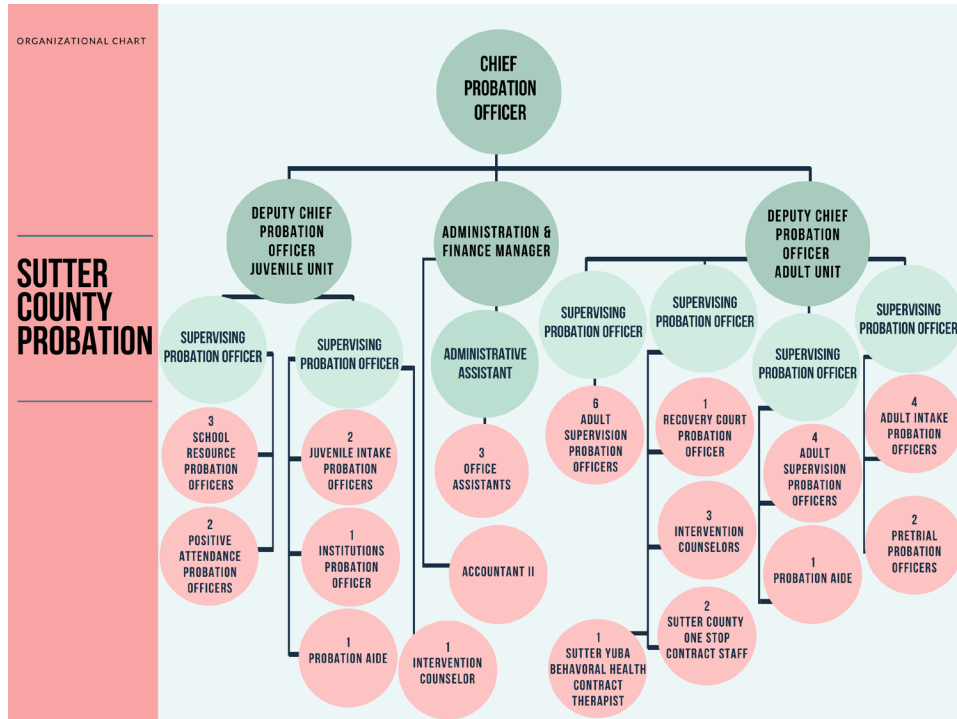 ORGANIZATIONAL CHART
SUTTER
COUNTY
PROBATION
CHIEF
PROBATION
OFFICER
DEPUTY CHIEF
PROBATION
OFFICER
JUVENILE UNIT
ADMINISTRATION &
FINANCE MANAGER
DEPUTY CHIEF
PROBATION
OFFICER
ADULT UNIT
SUPERVISING
PROBATION OFFICER
3
SCHOOL
RESOURCE
PROBATION
OFFICERS
2
POSITIVE
ATTENDANCE
PROBATION
OFFICERS
SUPERVISING
PROBATION OFFICER
2
JUVENILE INTAKE
PROBATION
OFFICERS
1
INSTITUTIONS
PROBATION
OFFICER
1
PROBATION AIDE
1
INTERVENTION
COUNSELOR
ADMINISTRATIVE
ASSISTANT
3
OFFICE
ASSISTANTS
ACCOUNTANT II
SUPERVISING
PROBATION OFFICER
6
ADULT
SUPERVISION
PROBATION
OFFICERS
SUPERVISING
PROBATION OFFICER
1
RECOVERY COURT
PROBATION
OFFICER
3
INTERVENTION
COUNSELORS
2
SUTTER COUNTY
ONE STOP
CONTRACT STAFF
1
SUTTER YUBA
BEHAVORAL HEALTH
CONTRACT
THERAPIST
SUPERVISING
PROBATION OFFICER
4
ADULT
SUPERVISION
PROBATION
OFFICERS
1
PROBATION AIDE
SUPERVISING
PROBATION OFFICER
4
ADULT INTAKE
PROBATION
OFFICERS
2
PRETRIAL
PROBATION
OFFICERS